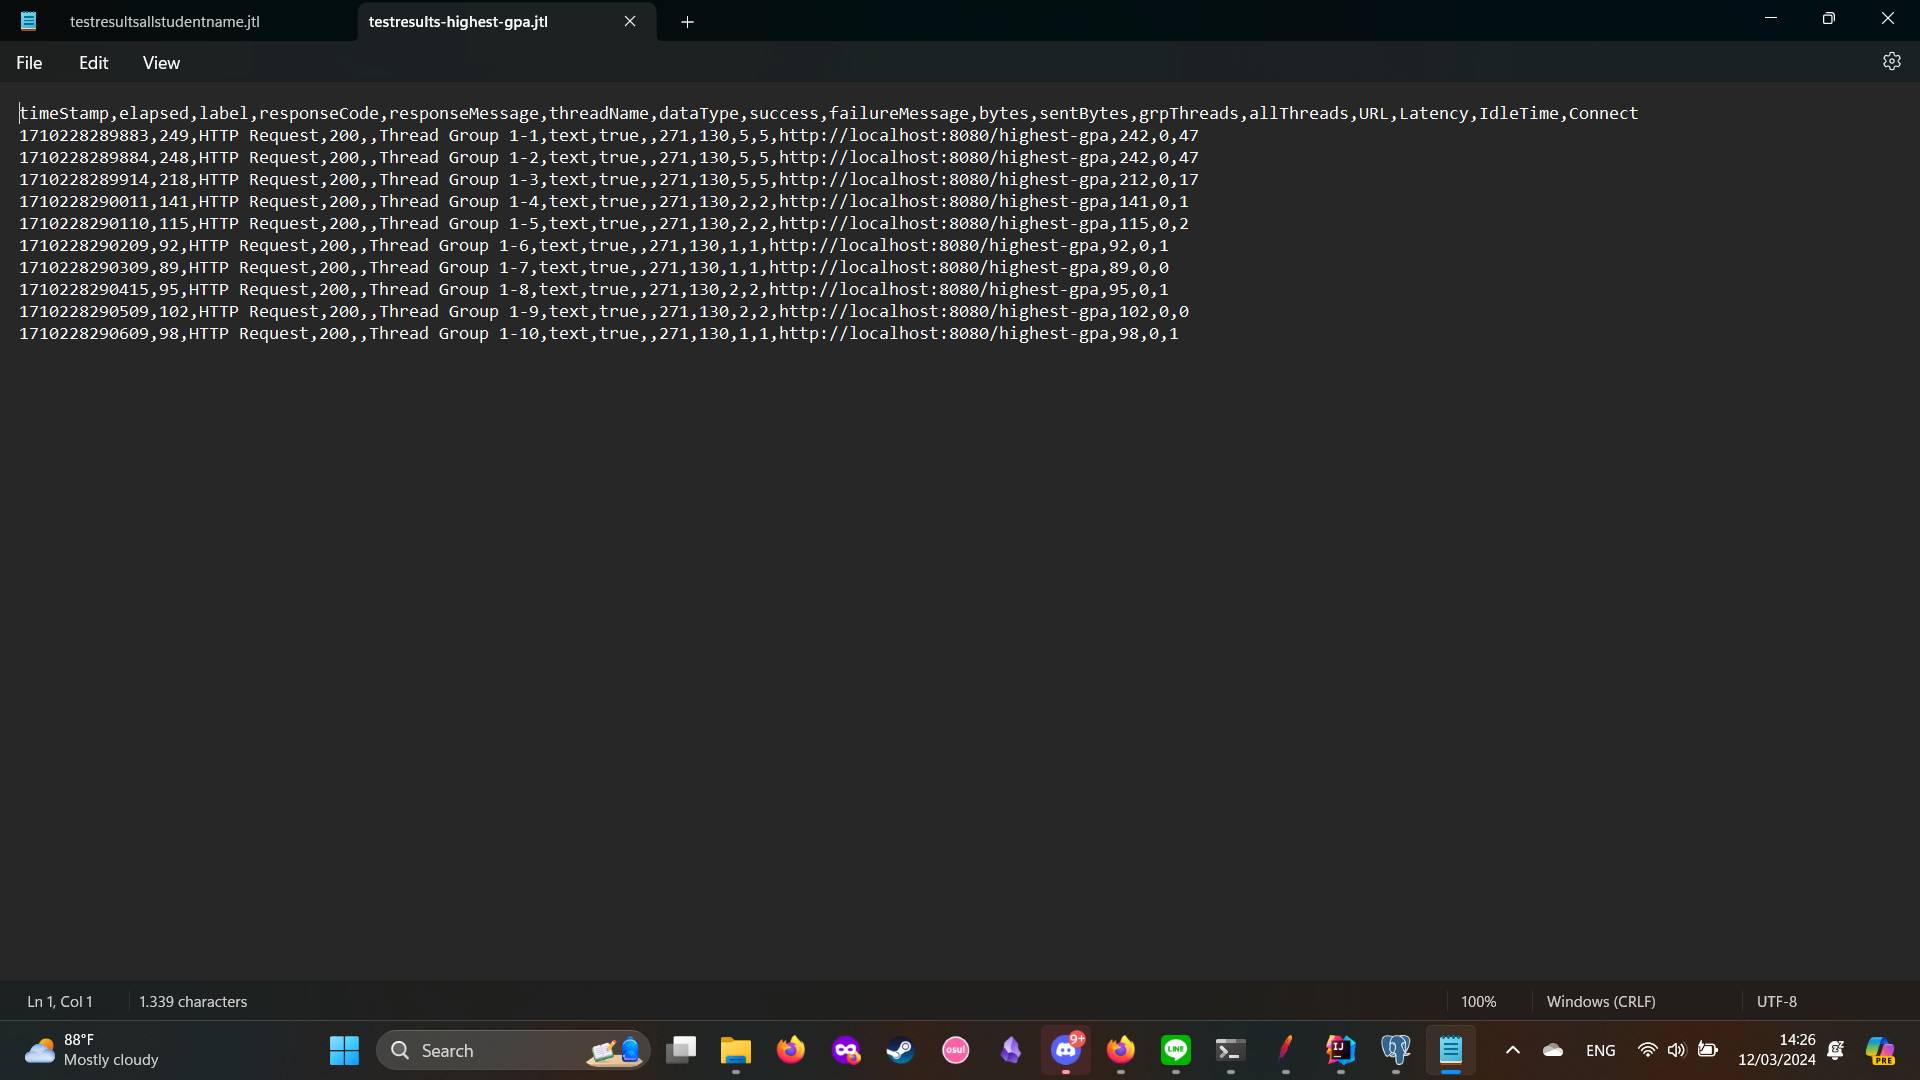 testresultsallstudentname.jtl
testresults-highest-gpa.jtl
File Edit View
timeStamp,elapsed,label,responseCode,responseMessage,threadName,dataType,success,failureMessage,bytes,sentBytes,grpThreads,allThreads,URL,Latency,IdleTime,Connect
1710228289883,249,HTTP Request,200,,Thread Group 1-1,text,true,,271,130,5,5,http://localhost:8080/highest-gpa,242,0,47
1710228289884,248,HTTP Request,200,,Thread Group 1-2,text,true,,271,130,5,5,http://localhost:8080/highest-gpa,242,0,47
1710228289914,218,HTTP Request,200,,Thread Group 1-3,text,true,,271,130,5,5,http://localhost:8080/highest-gpa,212,0,17
1710228290011,141,HTTP Request,200,,Thread Group 1-4,text,true,,271,130,2,2,http://localhost:8080/highest-gpa,141,0,1
1710228290110,115,HTTP Request,200,,Thread Group 1-5,text,true,,271,130,2,2,http://localhost:8080/highest-gpa,115,0,2
1710228290209,92,HTTP Request,200,,Thread Group 1-6,text,true,,271,130,1,1,http://localhost:8080/highest-gpa,92,0,1
1710228290309,89,HTTP Request,200,,Thread Group 1-7,text,true,,271,130,1,1,http://localhost:8080/highest-gpa,89,0,0
1710228290415,95,HTTP Request,200,,Thread Group 1-8,text,true,,271,130,2,2,http://localhost:8080/highest-gpa,95,0,1
1710228290509,102,HTTP Request,200,,Thread Group 1-9,text,true,,271,130,2,2,http://localhost:8080/highest-gpa,102,0,0
1710228290609,98,HTTP Request,200,,Thread Group 1-10,text,true,,271,130,1,1,http://localhost:8080/highest-gpa,98,0,1
Ln 1, Col 1
1.339 characters
100%
Windows (CRLF)
UTF-8
88°F
Mostly cloudy
Search
osu!
9+
LINE
IJ
ENG
14:26
12/03/2024
PRE